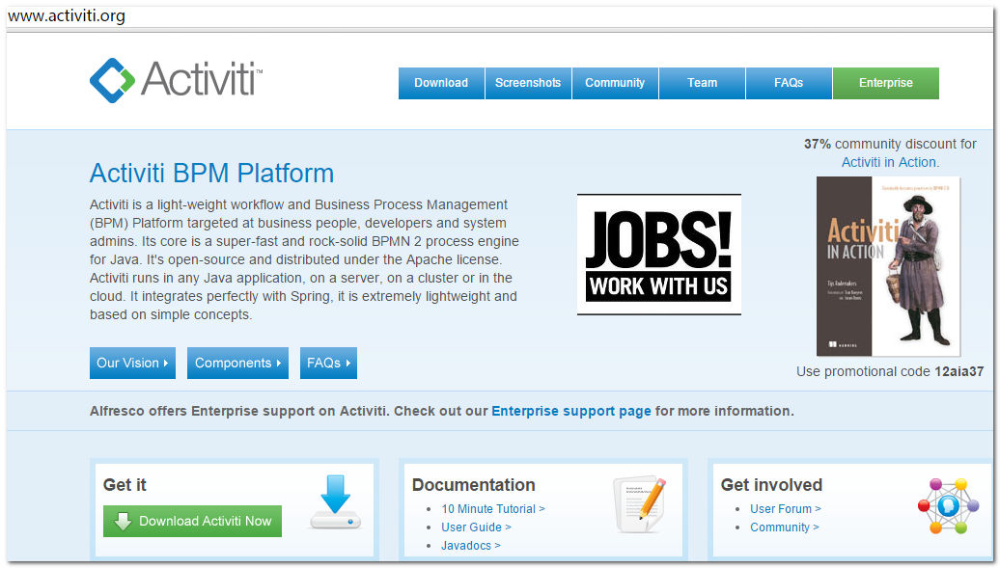 www.activiti.org
Activiti™
Download Screenshots Community Team FAQs Enterprise
37% community discount for
Activiti in Action.
Activiti BPM Platform
Activiti is a light-weight workflow and Business Process Management
(BPM) Platform targeted at business people, developers and system
admins. Its core is a super-fast and rock-solid BPMN 2 process engine
for Java. It's open-source and distributed under the Apache license.
Activiti runs in any Java application, on a server, on a cluster or in the
cloud. It integrates perfectly with Spring, it is extremely lightweight and
based on simple concepts.
Our Vision
Components
FAQs
JOBS!
WORK WITH US
Activiti
IN ACTION
Tijs Rademakers
MANNING
Use promotional code 12aia37
Alfresco offers Enterprise support on Activiti. Check out our Enterprise support page for more information.
Get it
Download Activiti Now
Documentation
10 Minute Tutorial >
User Guide >
Javadocs >
Get involved
User Forum >
Community >